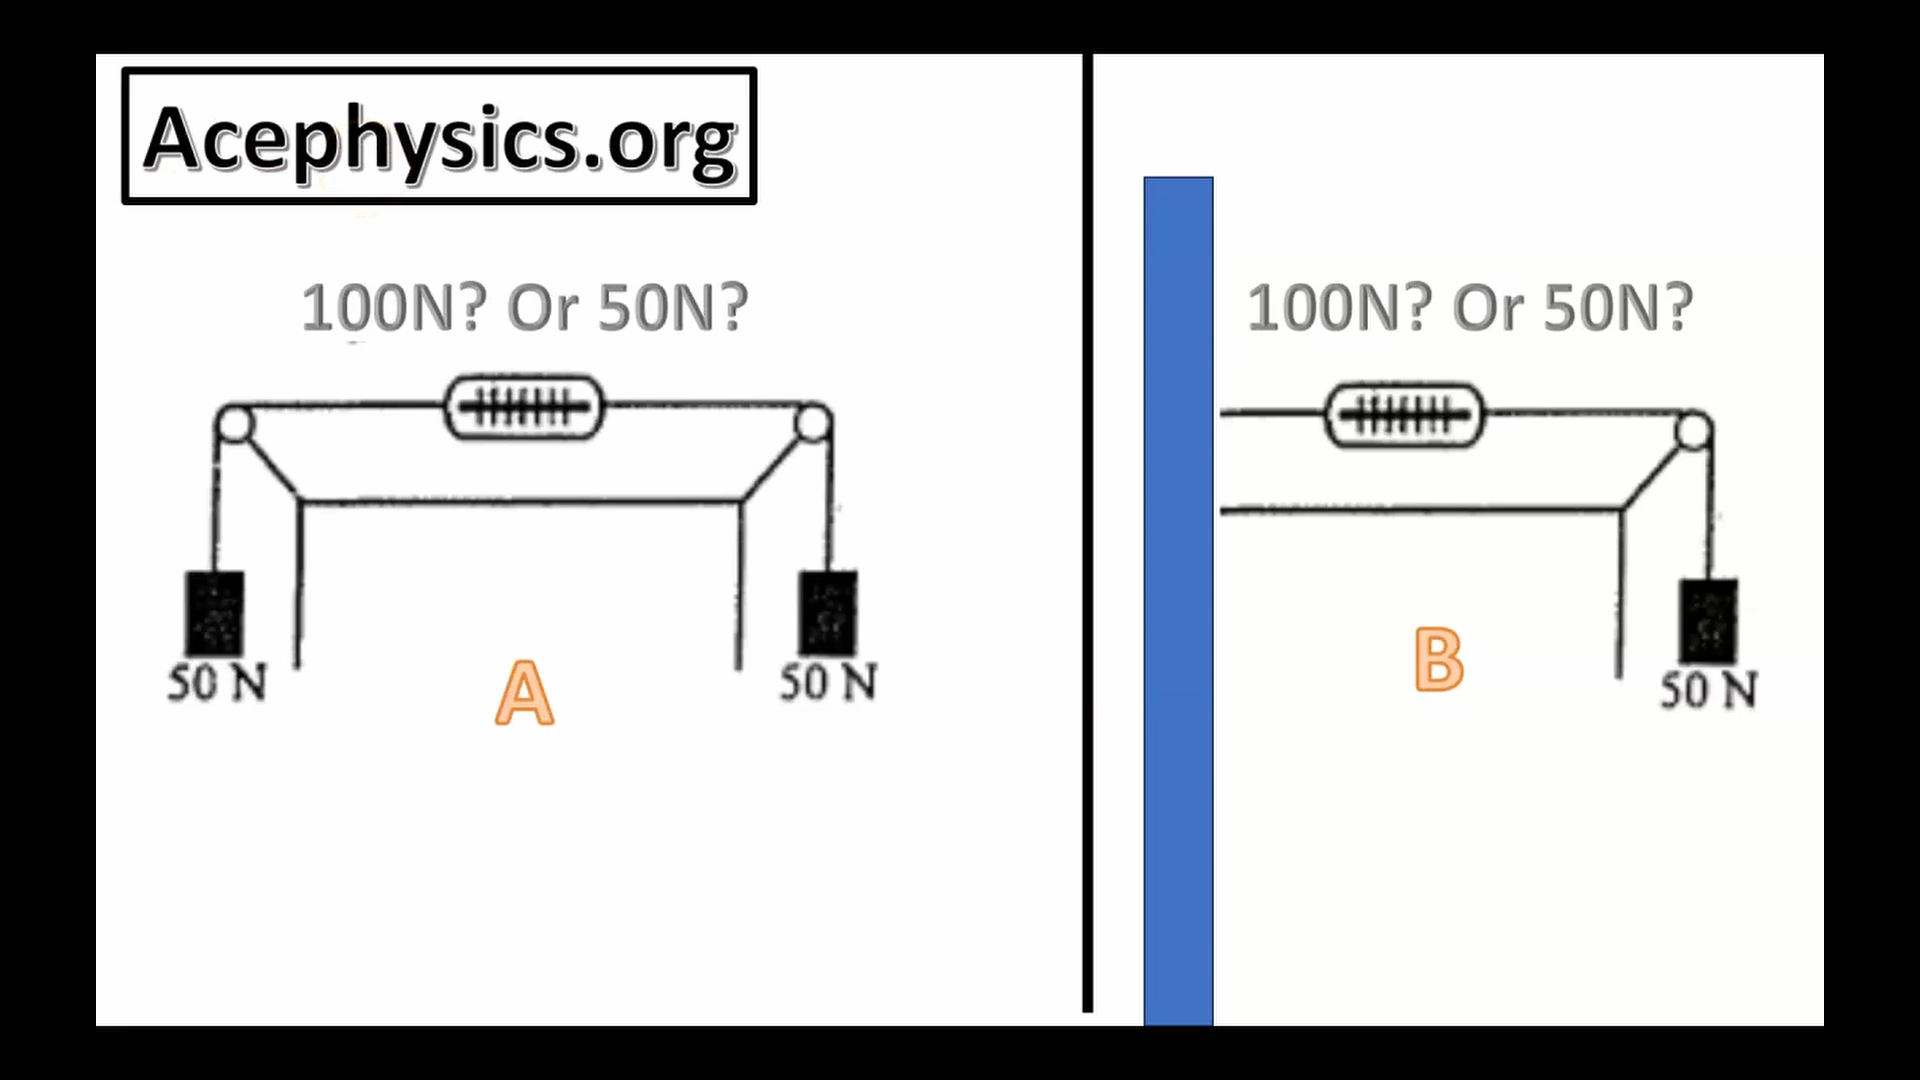 Acephysics.org
100N? Or 50N?
50 N
A
50 N
100N? Or 50N?
B
50 N